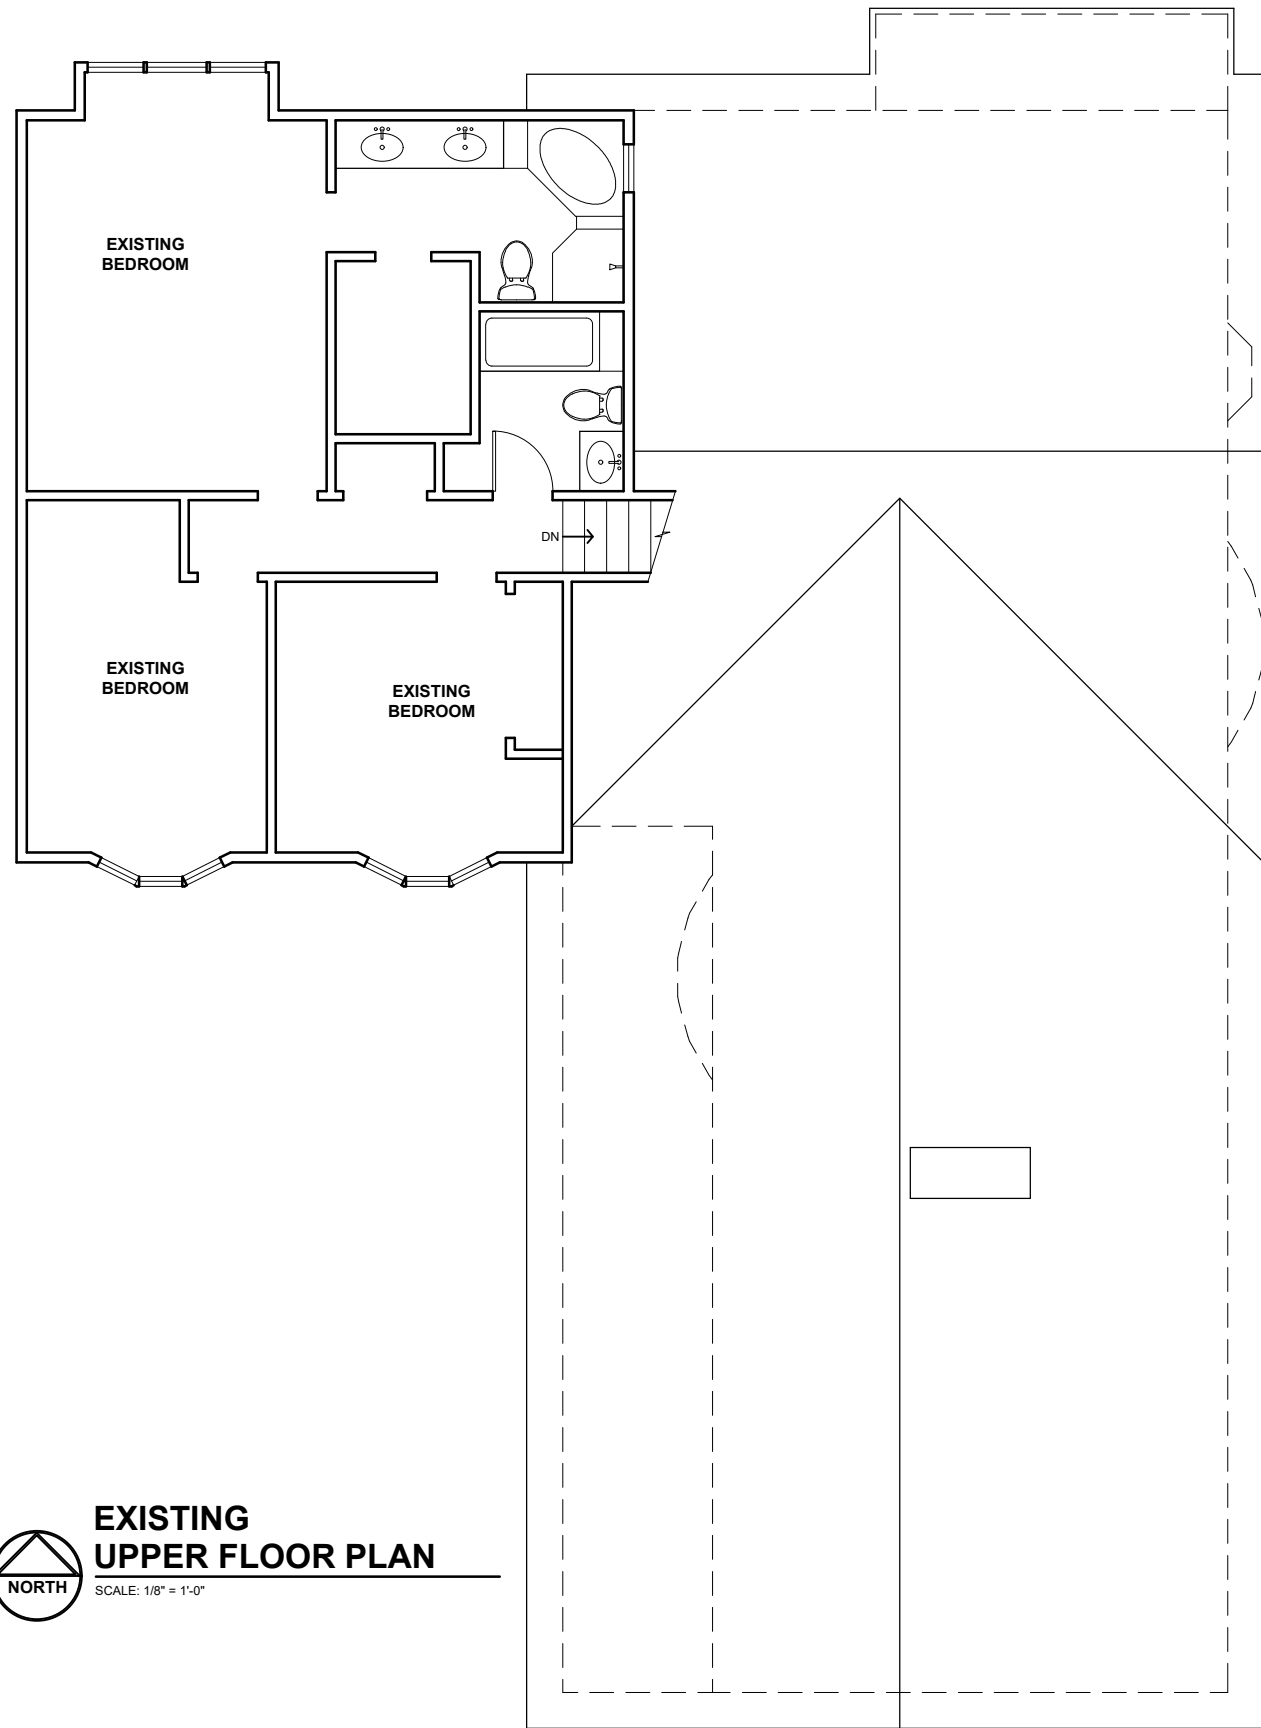 EXISTING
BEDROOM
DN
EXISTING
BEDROOM
EXISTING
BEDROOM
EXISTING
UPPER FLOOR PLAN
NORTH
SCALE: 1/8" = 1'-0"